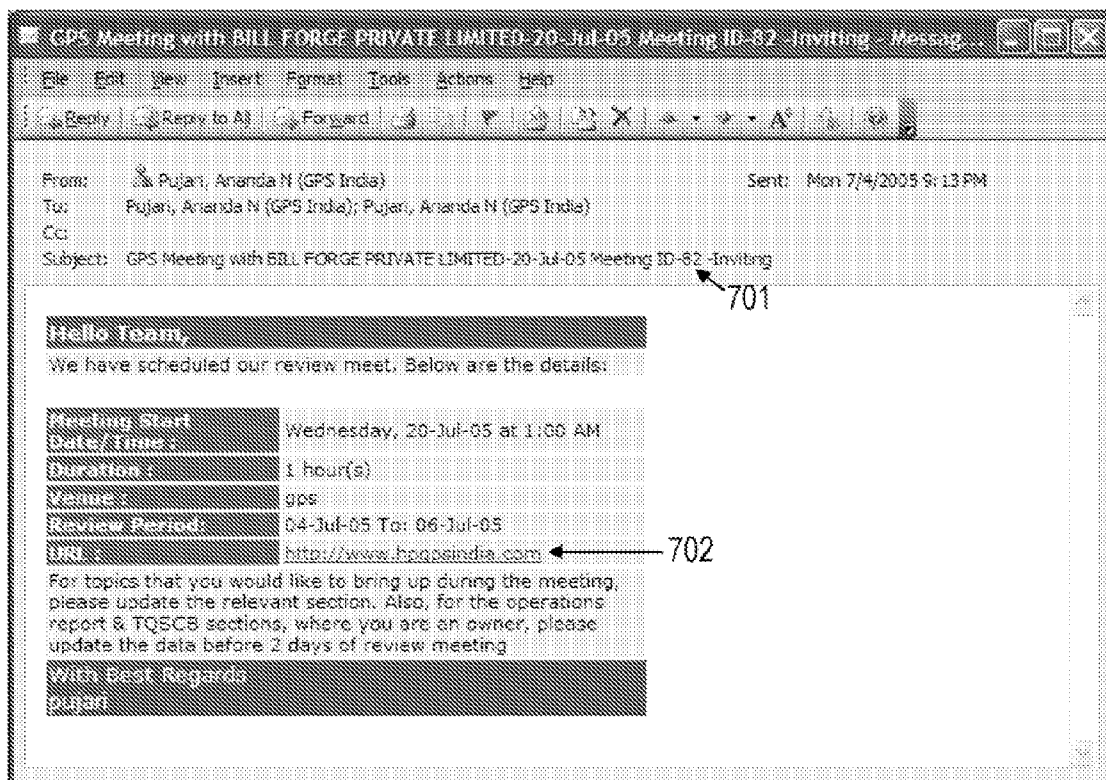 GPS Meeting with BILL FORGE PRIVATE LIMITED-20-Jul-05 Meeting ID-82 -Inviting - Messag...
File Edit View Insert Format Tools Actions Help
Reply Reply to All Forward
From: Pujari, Ananda N (GPS India) Sent: Mon 7/4/2005 9:13 PM
To: Pujari, Ananda N (GPS India); Pujari, Ananda N (GPS India)
Cc:
Subject: GPS Meeting with BILL FORGE PRIVATE LIMITED-20-Jul-05 Meeting ID-82 -Inviting
701
Hello Team,
We have scheduled our review meet. Below are the details:
Meeting Start
Date/Time : Wednesday, 20-Jul-05 at 1:00 AM
Duration : 1 hour(s)
Venue : gps
Review Period: 04-Jul-05 To: 06-Jul-05
URL : http://www.hpgpsindia.com 702
For topics that you would like to bring up during the meeting,
please update the relevant section. Also, for the operations
report & TQSCB sections, where you are an owner, please
update the data before 2 days of review meeting
With Best Regards
pujari